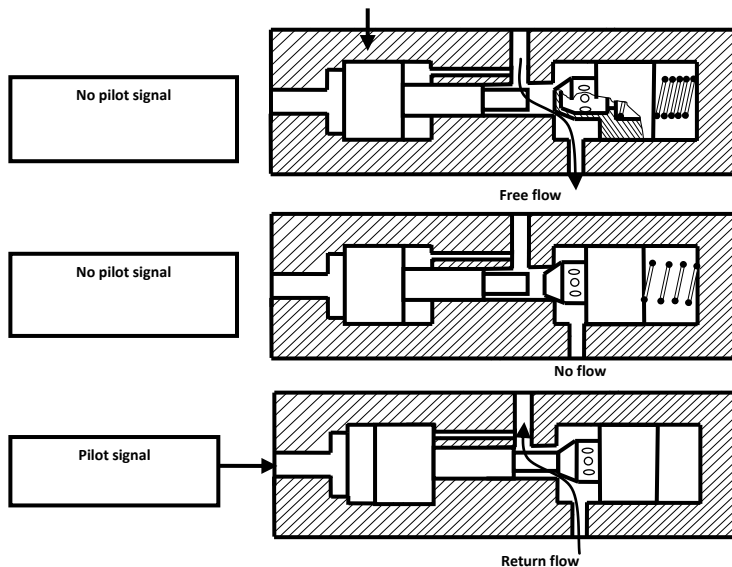 No pilot signal
Free flow
No pilot signal
No flow
Pilot signal
Return flow